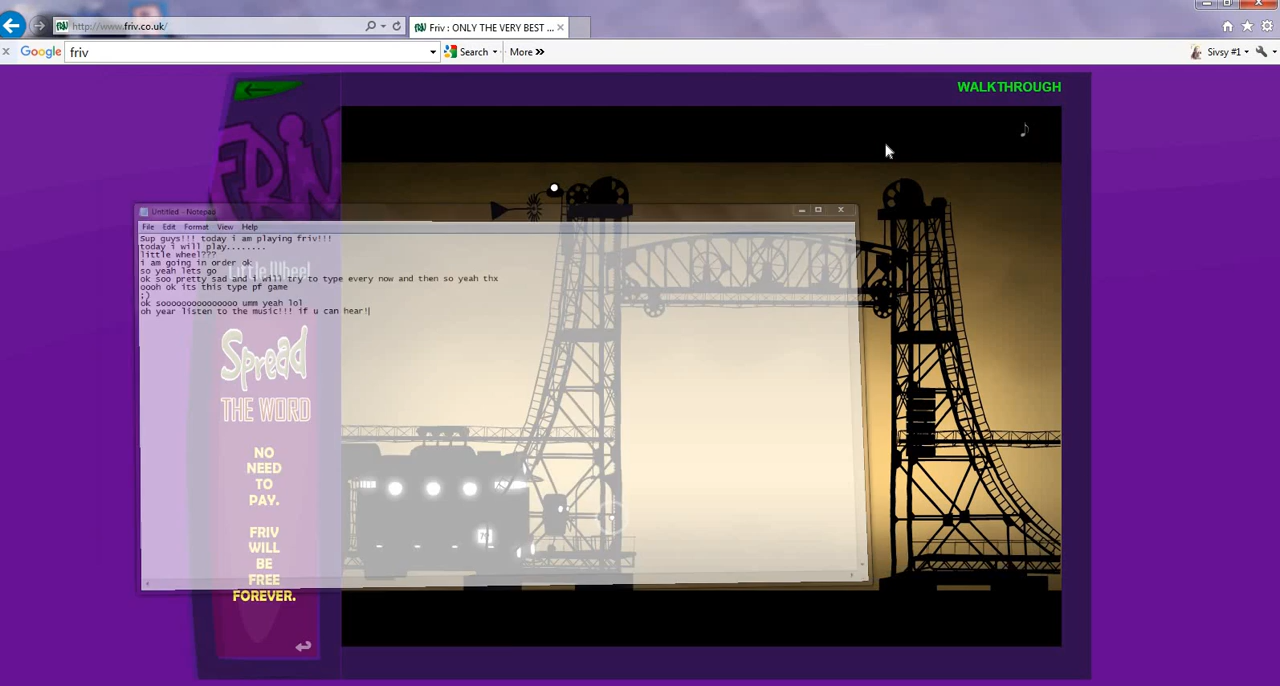 http://www.friv.co.uk/
Friv : ONLY THE VERY BEST ...
Google
friv
Search
More
Sivsy #1
WALKTHROUGH
FRIV
Untitled - Notepad
File Edit Format View Help
Sup guys!!! today i am playing friv!!!
today i will play........
little wheel???
i am going in order ok
so yeah lets go
Little Wheel
ok soo pretty sad and i will try to type every now and then so yeah thx
oooh ok its this type pf game
;)
ok sooooooooooooooo umm yeah lol
oh year listen to the music!!! if u can hear!
Spread
THE WORD
NO
NEED
TO
PAY.
FRIV
WILL
BE
FREE
FOREVER.